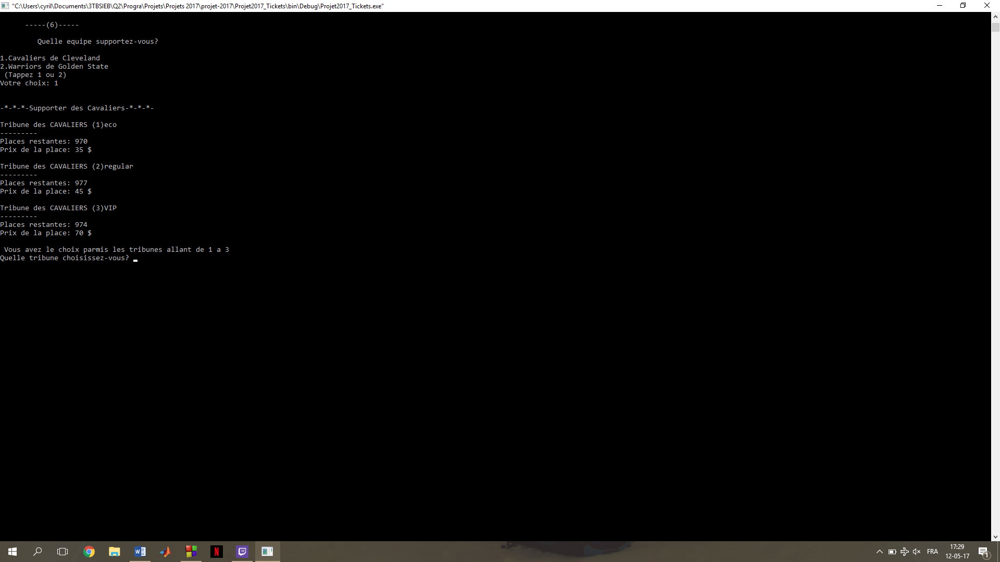 "C:\Users\cyril\Documents\3TBSIEB\Q2\Progra\Projets\Projets 2017\projet-2017\Projet2017_Tickets\bin\Debug\Projet2017_Tickets.exe"
-----(6)-----
Quelle equipe supportez-vous?
1.Cavaliers de Cleveland
2.Warriors de Golden State
(Tappez 1 ou 2)
Votre choix: 1
-*-*-*-Supporter des Cavaliers-*-*-*-
Tribune des CAVALIERS (1)eco
---------
Places restantes: 970
Prix de la place: 35 $
Tribune des CAVALIERS (2)regular
---------
Places restantes: 977
Prix de la place: 45 $
Tribune des CAVALIERS (3)VIP
---------
Places restantes: 974
Prix de la place: 70 $
Vous avez le choix parmis les tribunes allant de 1 a 3
Quelle tribune choisissez-vous?
FRA
17:29
12-05-17
1